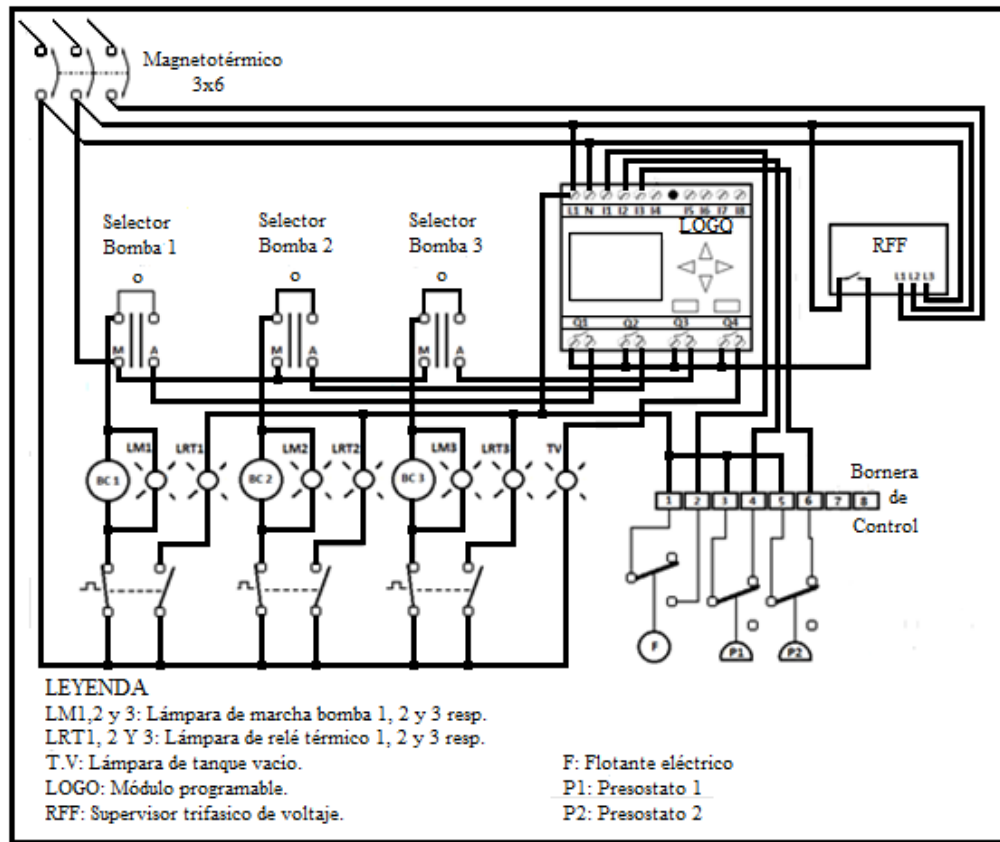 Magnetotérmico
3x6
L1 N I1 I2 I3 I4 I5 I6 I7 I8
LOGO
Q1 Q2 Q3 Q4
RFF
L1 L2 L3
Selector
Bomba 1
Selector
Bomba 2
Selector
Bomba 3
o o o
M A M A M A
LM1 LRT1 LM2 LRT2 LM3 LRT3 TV
BC 1 BC 2 BC 3
Bornera
de
Control
1 2 3 4 5 6 7 8
F P1 P2
LEYENDA
LM1,2 y 3: Lámpara de marcha bomba 1, 2 y 3 resp.
LRT1, 2 Y 3: Lámpara de relé térmico 1, 2 y 3 resp.
T.V: Lámpara de tanque vacio.
LOGO: Módulo programable.
RFF: Supervisor trifasico de voltaje.
F: Flotante eléctrico
P1: Presostato 1
P2: Presostato 2